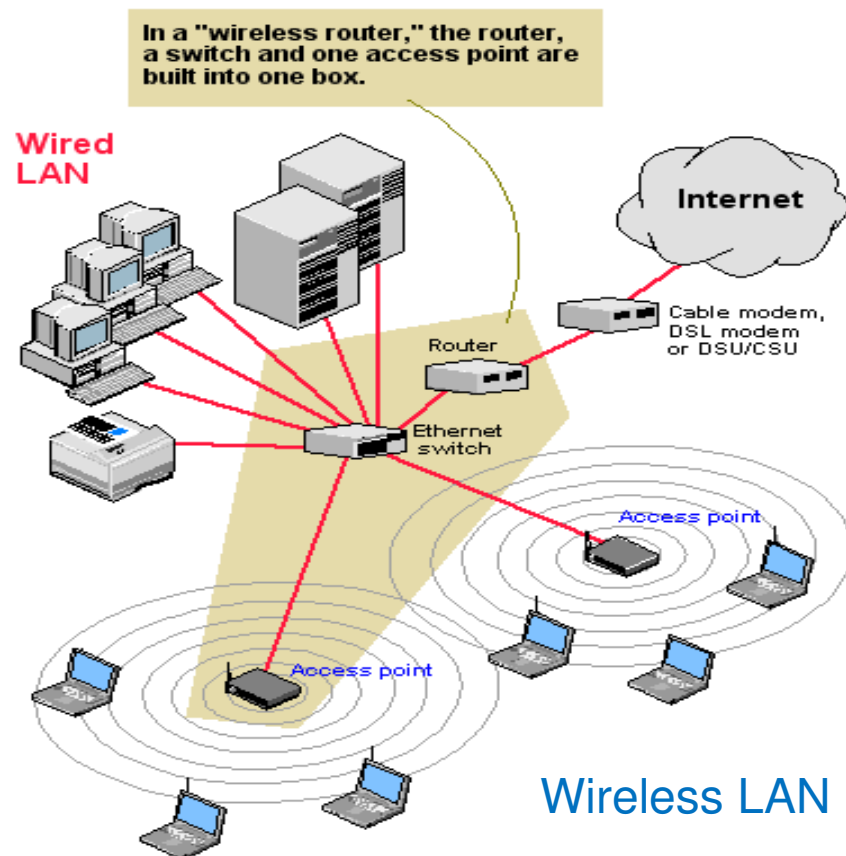 In a "wireless router," the router,
a switch and one access point are
built into one box.
Wired
LAN
Internet
Cable modem,
DSL modem
or DSU/CSU
Router
Ethernet
switch
Access point
Access point
Wireless LAN